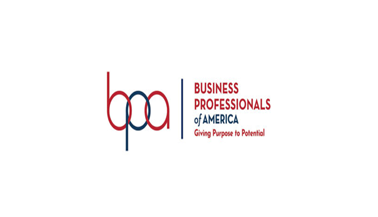 bpa
BUSINESS
PROFESSIONALS
of AMERICA
Giving Purpose to Potential